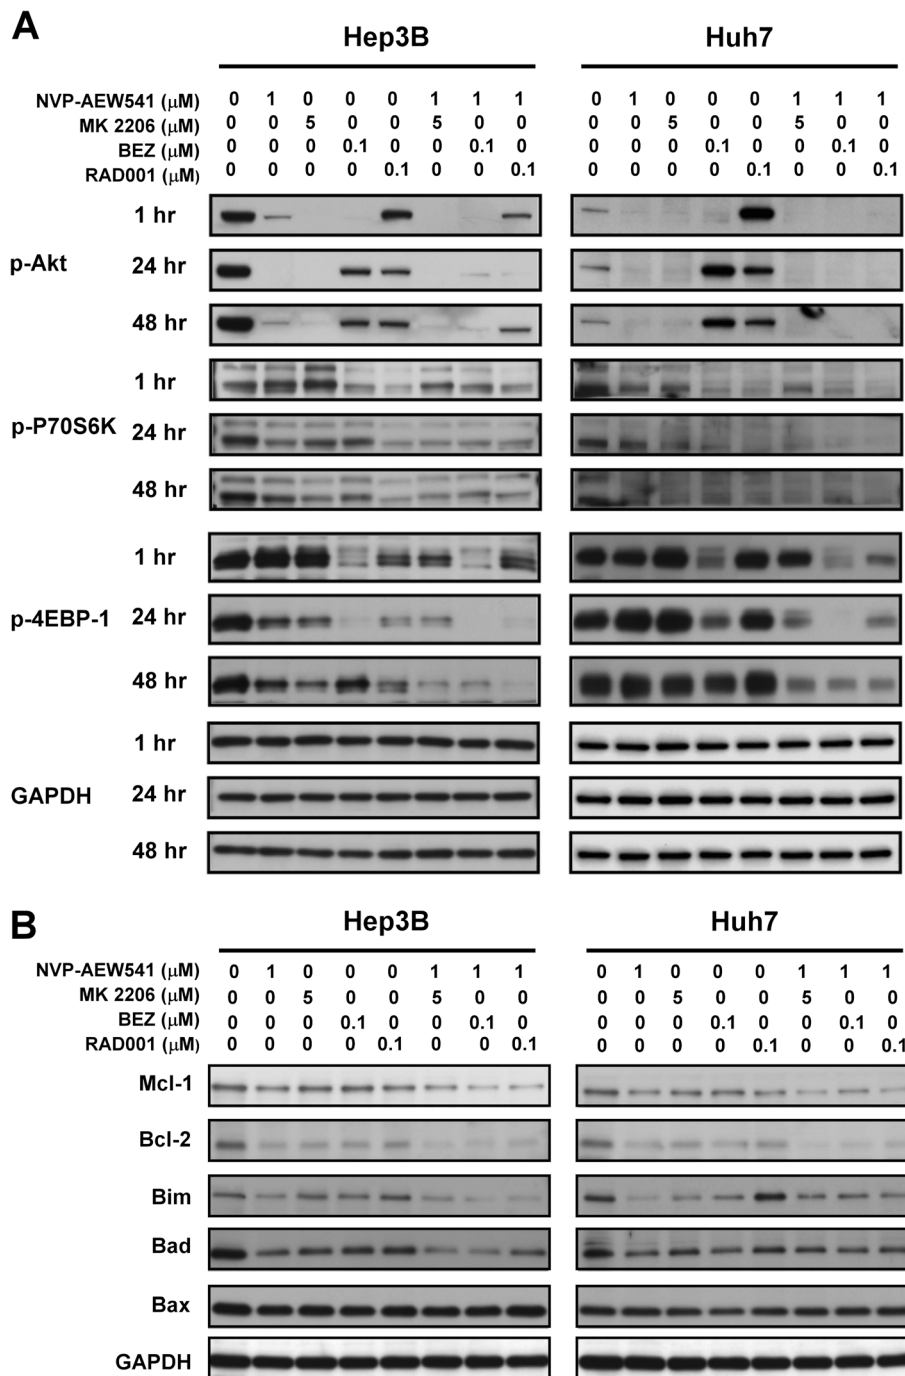 A
Hep3B Huh7
NVP-AEW541 (μM) 0 1 0 0 0 1 1 1 0 1 0 0 0 1 1 1
MK 2206 (μM) 0 0 5 0 0 5 0 0 0 0 5 0 0 5 0 0
BEZ (μM) 0 0 0 0.1 0 0 0.1 0 0 0 0 0.1 0 0 0.1 0
RAD001 (μM) 0 0 0 0 0.1 0 0 0.1 0 0 0 0 0.1 0 0 0.1
1 hr
p-Akt 24 hr
48 hr
1 hr
p-P70S6K 24 hr
48 hr
1 hr
p-4EBP-1 24 hr
48 hr
1 hr
GAPDH 24 hr
48 hr
B
Hep3B Huh7
NVP-AEW541 (μM) 0 1 0 0 0 1 1 1 0 1 0 0 0 1 1 1
MK 2206 (μM) 0 0 5 0 0 5 0 0 0 0 5 0 0 5 0 0
BEZ (μM) 0 0 0 0.1 0 0 0.1 0 0 0 0 0.1 0 0 0.1 0
RAD001 (μM) 0 0 0 0 0.1 0 0 0.1 0 0 0 0 0.1 0 0 0.1
Mcl-1
Bcl-2
Bim
Bad
Bax
GAPDH